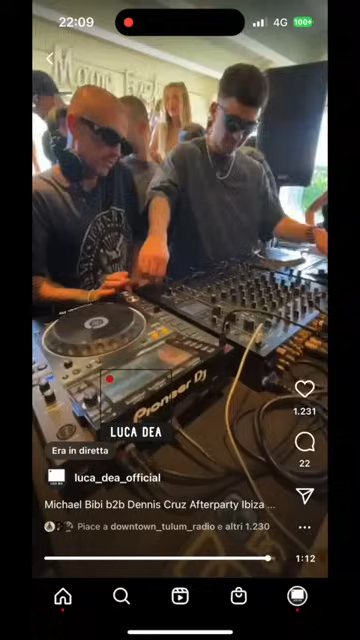 22:09
4G
100+
Pioneer DJ
LUCA DEA
Era in diretta
luca_dea_official
Michael Bibi b2b Dennis Cruz Afterparty Ibiza ...
Piace a downtown_tulum_radio e altri 1.230
1.231
22
1:12